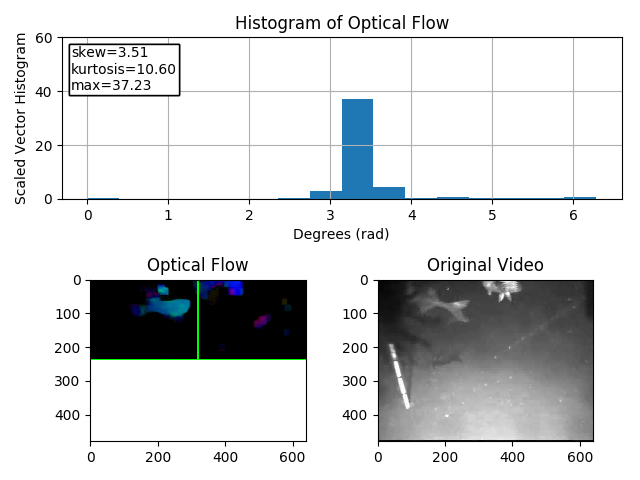 Histogram of Optical Flow
Scaled Vector Histogram
60
40
20
0
skew=3.51
kurtosis=10.60
max=37.23
0 1 2 3 4 5 6
Degrees (rad)
Optical Flow
0
100
200
300
400
0 200 400 600
Original Video
0
100
200
300
400
0 200 400 600